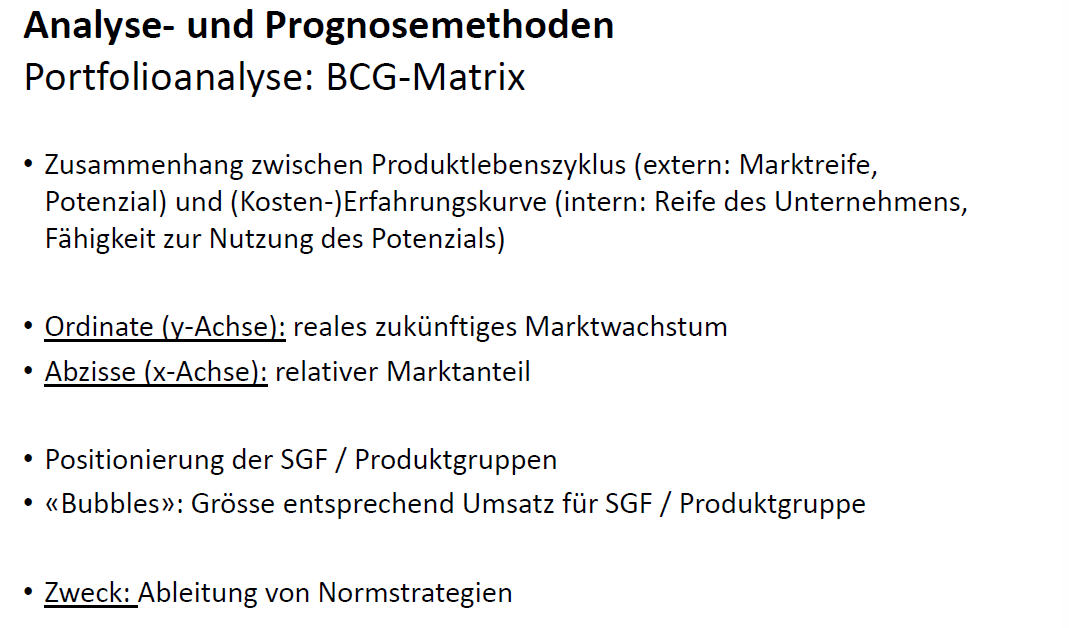 Analyse- und Prognosemethoden
Portfolioanalyse: BCG-Matrix
• Zusammenhang zwischen Produktlebenszyklus (extern: Marktreife,
Potenzial) und (Kosten-)Erfahrungskurve (intern: Reife des Unternehmens,
Fähigkeit zur Nutzung des Potenzials)
• Ordinate (y-Achse): reales zukünftiges Marktwachstum
• Abzisse (x-Achse): relativer Marktanteil
• Positionierung der SGF / Produktgruppen
• «Bubbles»: Grösse entsprechend Umsatz für SGF / Produktgruppe
• Zweck: Ableitung von Normstrategien